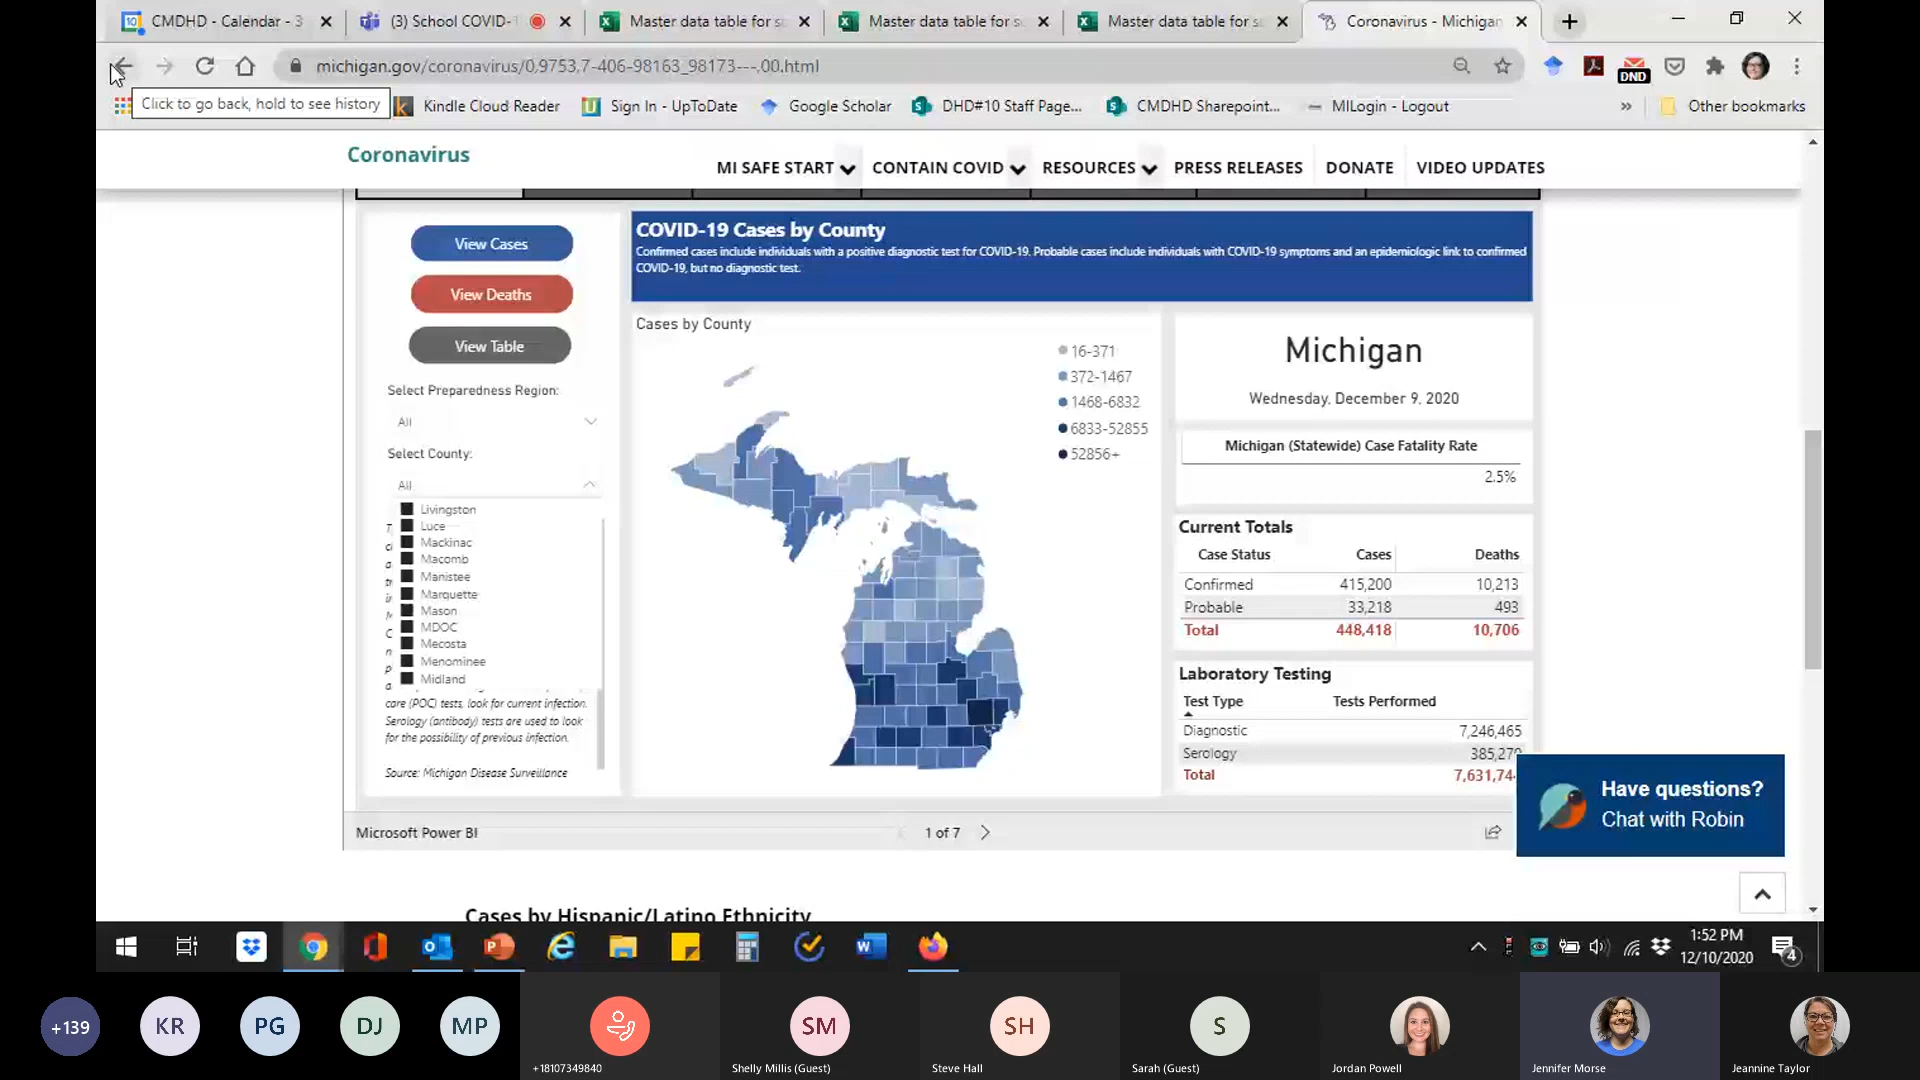 CMDHD - Calendar - 3
(3) School COVID-
Master data table for s
Master data table for s
Master data table for s
Coronavirus - Michigan
michigan.gov/coronavirus/0,9753,7-406-98163_98173---,00.html
DND
Click to go back, hold to see history
Kindle Cloud Reader
Sign In - UpToDate
Google Scholar
DHD#10 Staff Page...
CMDHD Sharepoint...
MILogin - Logout
»
Other bookmarks
Coronavirus
MI SAFE START
CONTAIN COVID
RESOURCES
PRESS RELEASES
DONATE
VIDEO UPDATES
View Cases
View Deaths
View Table
Select Preparedness Region:
All
Select County:
All
Livingston
Luce
Mackinac
Macomb
Manistee
Marquette
Mason
MDOC
Mecosta
Menominee
Midland
care (POC) tests, look for current infection.
Serology (antibody) tests are used to look
for the possibility of previous infection.
Source: Michigan Disease Surveillance
COVID-19 Cases by County
Confirmed cases include individuals with a positive diagnostic test for COVID-19. Probable cases include individuals with COVID-19 symptoms and an epidemiologic link to confirmed
COVID-19, but no diagnostic test.
Cases by County
16-371
372-1467
1468-6832
6833-52855
52856+
Michigan
Wednesday, December 9, 2020
Michigan (Statewide) Case Fatality Rate
2.5%
Current Totals
Case Status Cases Deaths
Confirmed 415,200 10,213
Probable 33,218 493
Total 448,418 10,706
Laboratory Testing
Test Type Tests Performed
Diagnostic 7,246,465
Serology 385,279
Total 7,631,74
Have questions?
Chat with Robin
Microsoft Power BI
1 of 7
Cases by Hispanic/Latino Ethnicity
1:52 PM
12/10/2020
4
+139
KR
PG
DJ
MP
+18107349840
SM
Shelly Millis (Guest)
SH
Steve Hall
S
Sarah (Guest)
Jordan Powell
Jennifer Morse
Jeannine Taylor